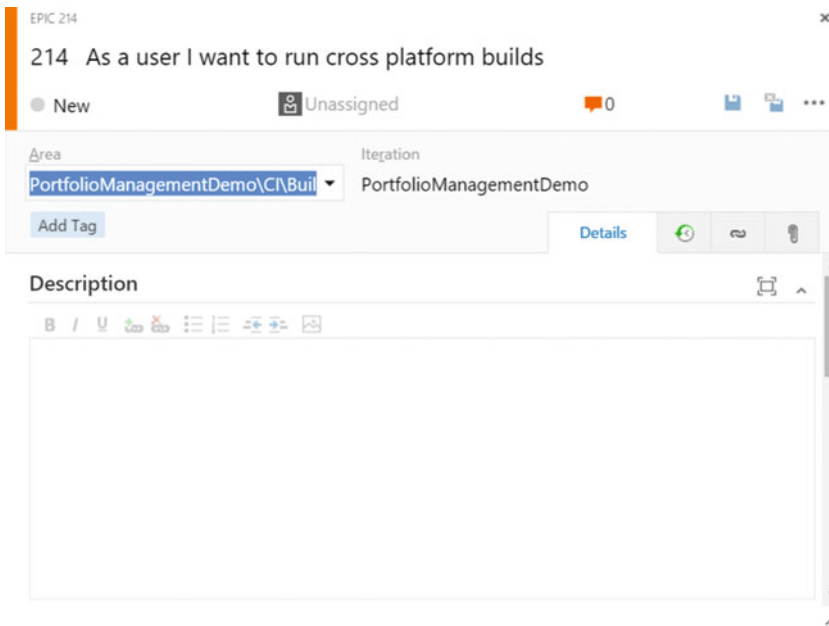 EPIC 214
214 As a user I want to run cross platform builds
New Unassigned 0
Area Iteration
PortfolioManagementDemo\CI\Buil PortfolioManagementDemo
Add Tag Details
Description
B I U